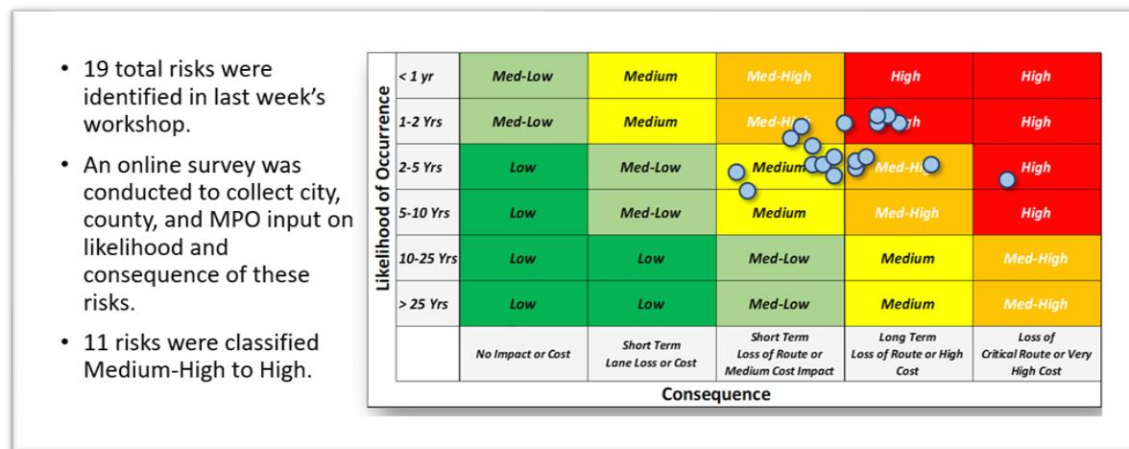 • 19 total risks were
identified in last week's
workshop.
• An online survey was
conducted to collect city,
county, and MPO input on
likelihood and
consequence of these
risks.
• 11 risks were classified
Medium-High to High.
Likelihood of Occurrence
< 1 yr Med-Low Medium Med-High High High
1-2 Yrs Med-Low Medium High
2-5 Yrs Low Med-Low Medium High
5-10 Yrs Low Med-Low Medium Med-High High
10-25 Yrs Low Low Med-Low Medium Med-High
> 25 Yrs Low Low Med-Low Medium Med-High
No Impact or Cost
Short Term
Lane Loss or Cost
Short Term
Loss of Route or
Medium Cost Impact
Long Term
Loss of Route or High
Cost
Loss of
Critical Route or Very
High Cost
Consequence